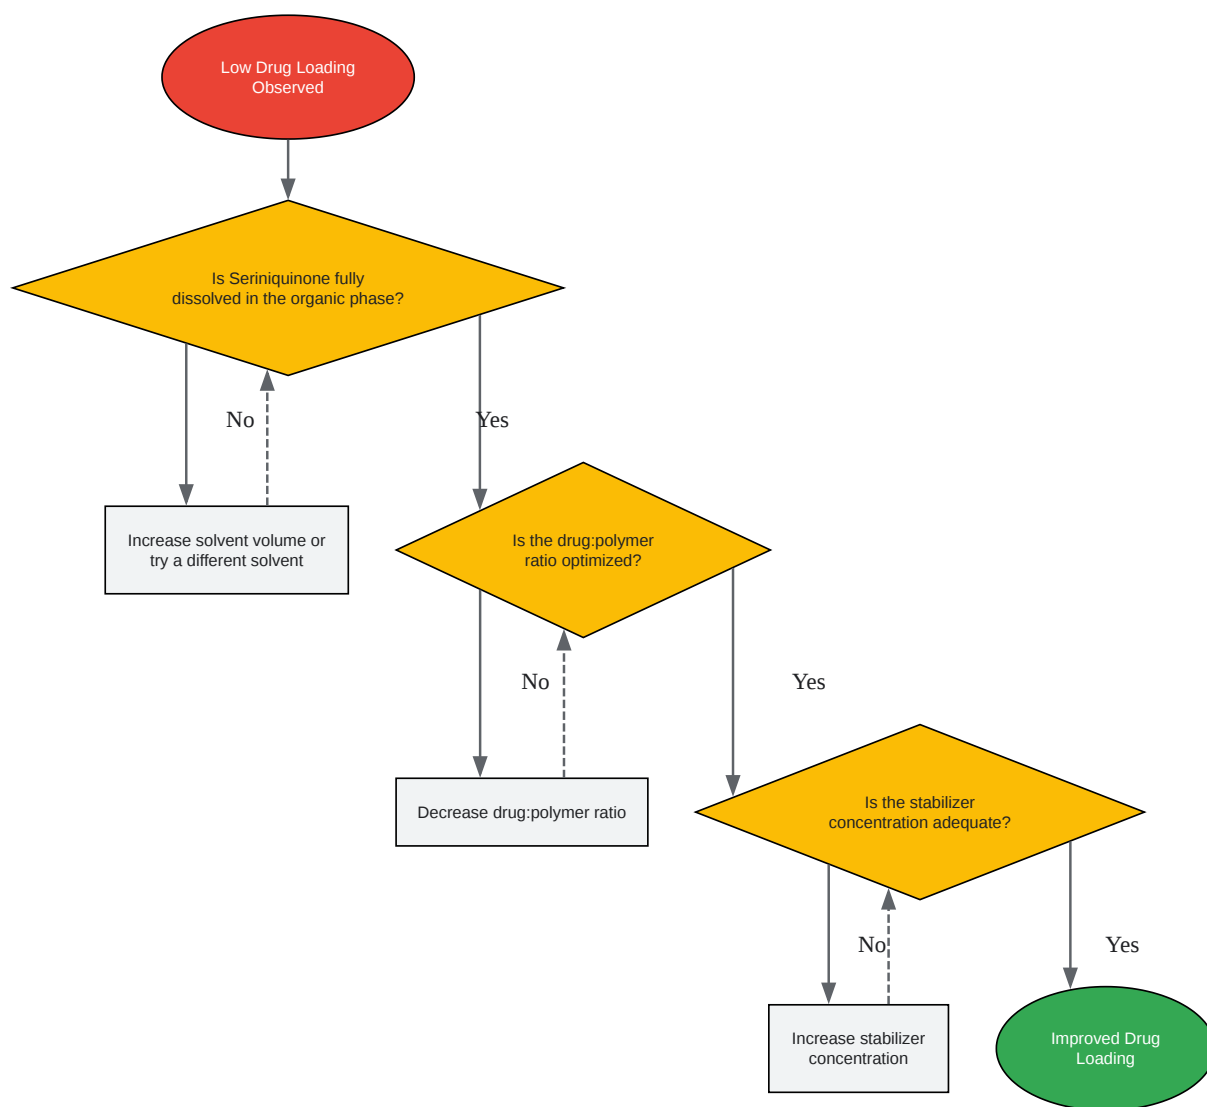 Low Drug Loading
Observed
Is Seriniquinone fully
dissolved in the organic phase?
No
Yes
Increase solvent volume or
try a different solvent
Is the drug:polymer
ratio optimized?
No
Yes
Decrease drug:polymer ratio
Is the stabilizer
concentration adequate?
No
Yes
Increase stabilizer
concentration
Improved Drug
Loading